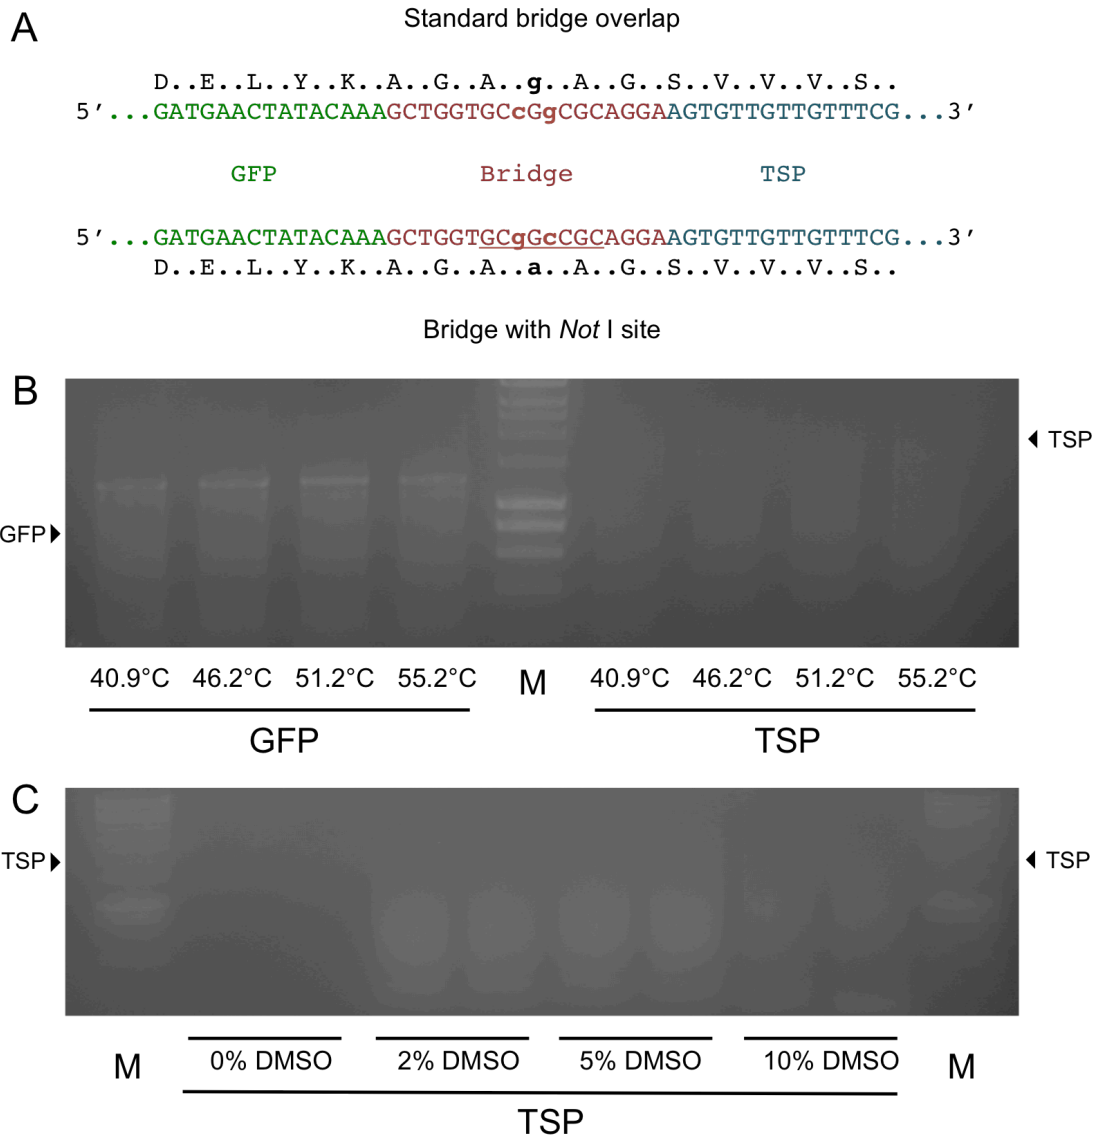 A
Standard bridge overlap
D..E..L..Y..K..A..G..A..g..A..G..S..V..V..V..S..
5′...GATGAACTATACAAAGCTGGTGCcGgCGCAGGAAGTGTTGTTGTTTCG...3′
GFP Bridge TSP
5′...GATGAACTATACAAAGCTGGTGCgGcCGCAGGAAGTGTTGTTGTTTCG...3′
D..E..L..Y..K..A..G..A..a..A..G..S..V..V..V..S..
Bridge with Not I site
B
TSP
GFP
40.9°C 46.2°C 51.2°C 55.2°C M 40.9°C 46.2°C 51.2°C 55.2°C
GFP TSP
C
TSP TSP
M 0% DMSO 2% DMSO 5% DMSO 10% DMSO M
TSP